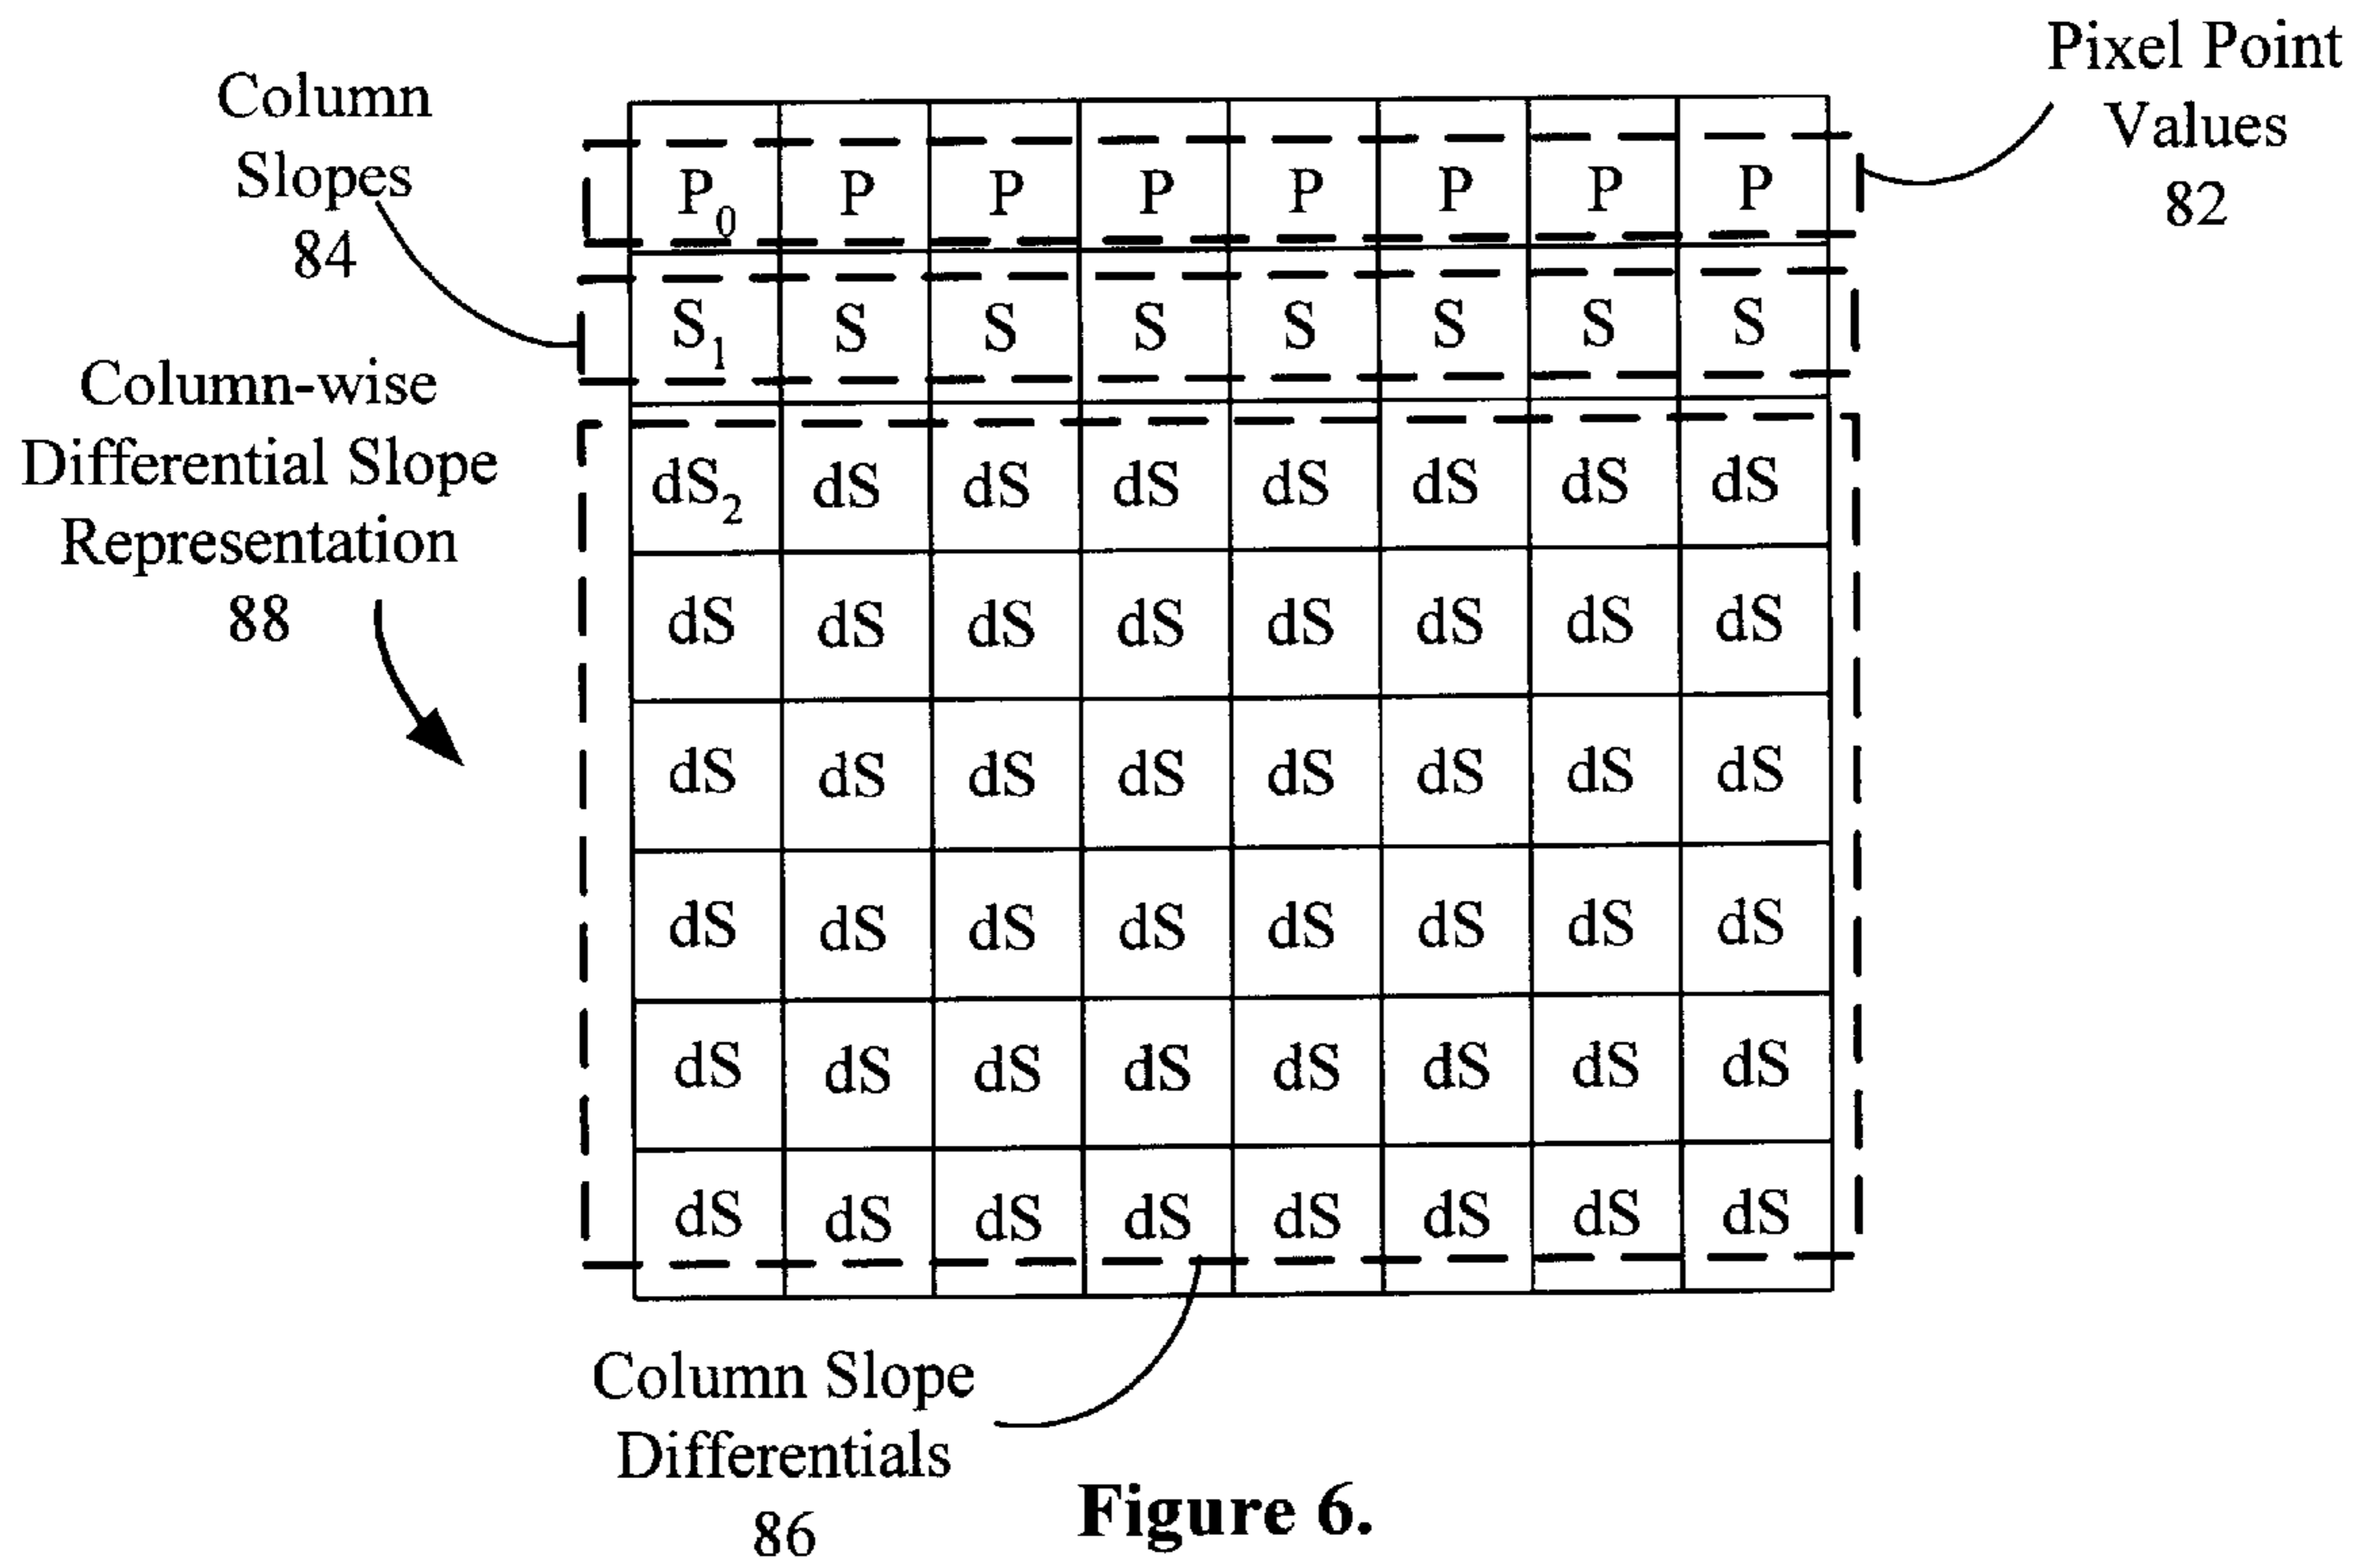 Pixel Point
Values
82
Column
Slopes
84
Column-wise
Differential Slope
Representation
88
P0 P P P P P P P
S1 S S S S S S S
dS2 dS dS dS dS dS dS dS
dS dS dS dS dS dS dS dS
dS dS dS dS dS dS dS dS
dS dS dS dS dS dS dS dS
dS dS dS dS dS dS dS dS
dS dS dS dS dS dS dS dS
Column Slope
Differentials
86
Figure 6.